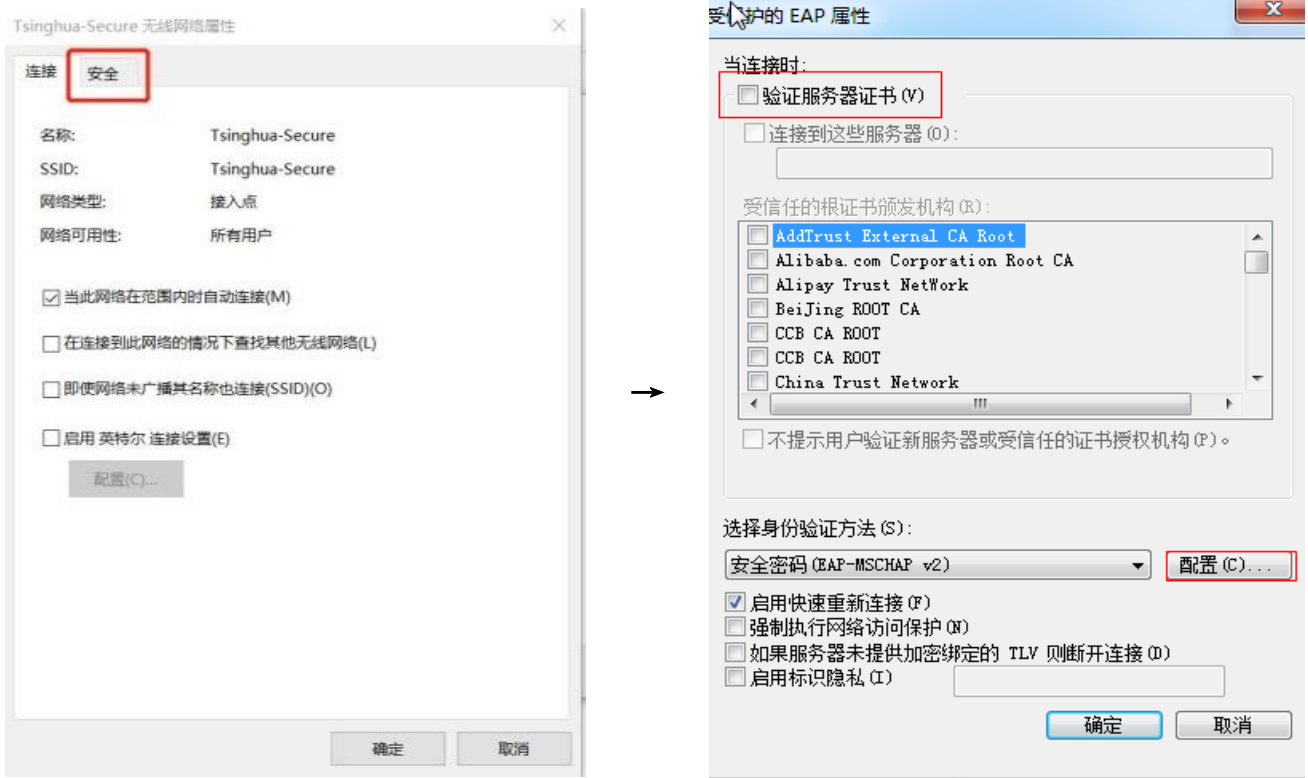 Tsinghua-Secure 无线网络属性
连接
安全
名称: Tsinghua-Secure
SSID: Tsinghua-Secure
网络类型: 接入点
网络可用性: 所有用户
当此网络在范围内时自动连接(M)
在连接到此网络的情况下查找其他无线网络(L)
即使网络未广播其名称也连接(SSID)(O)
启用 英特尔 连接设置(E)
配置(C)...
确定
取消
受保护的 EAP 属性
当连接时:
验证服务器证书(V)
连接到这些服务器(O):
受信任的根证书颁发机构(R):
AddTrust External CA Root
Alibaba.com Corporation Root CA
Alipay Trust NetWork
BeiJing ROOT CA
CCB CA ROOT
CCB CA ROOT
China Trust Network
不提示用户验证新服务器或受信任的证书授权机构(P)。
选择身份验证方法(S):
安全密码(EAP-MSCHAP v2)
配置(C)...
启用快速重新连接(F)
强制执行网络访问保护(N)
如果服务器未提供加密绑定的 TLV 则断开连接(D)
启用标识隐私(I)
确定
取消